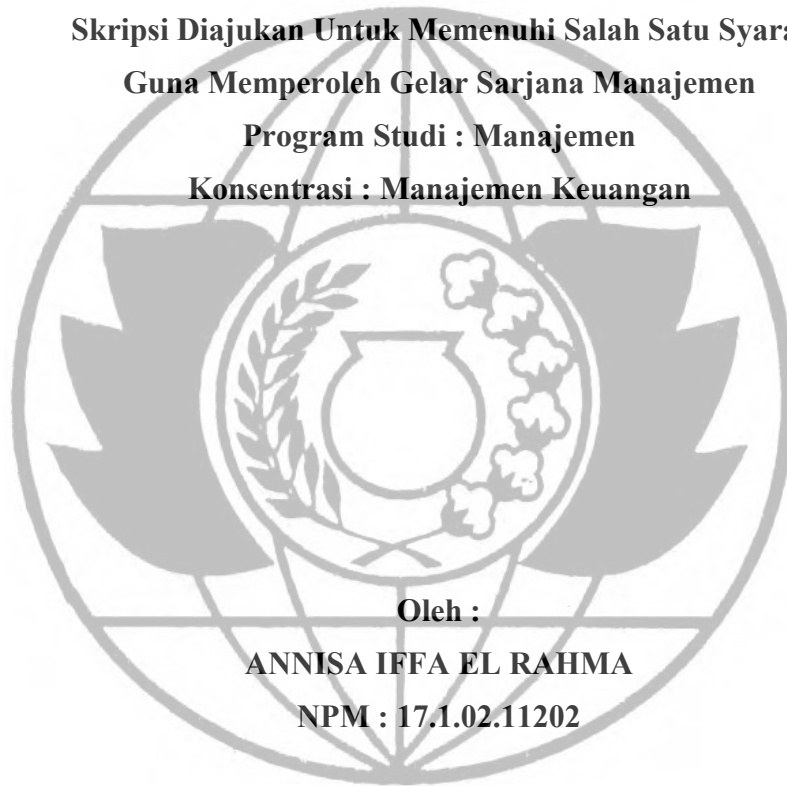 Skripsi Diajukan Untuk Memenuhi Salah Satu
Guna Memperoleh Gelar Sarjana Manajemen
Program Studi : Manajemen
Konsentrasi : Manajemen Keuangan
Oleh :
ANNISA IFFA EL RAHMA
NPM : 17.1.02.11202